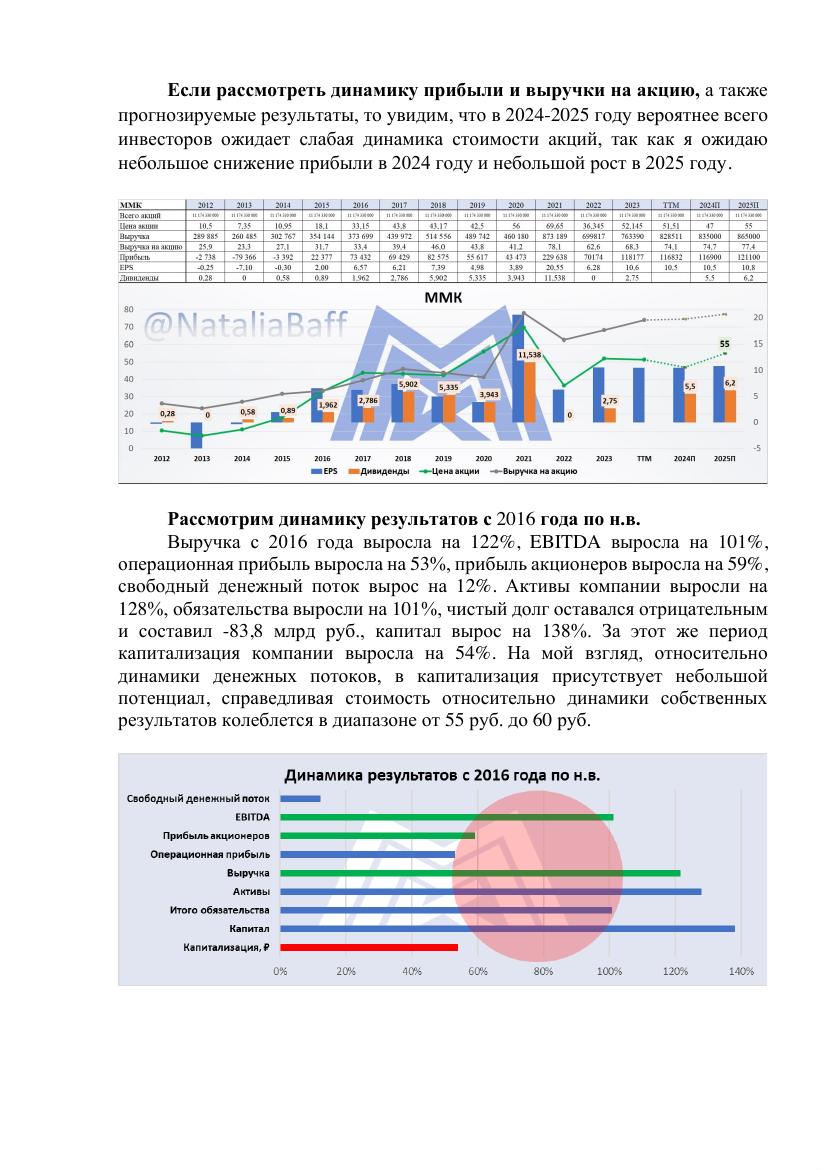 Если рассмотреть динамику прибыли и выручки на акцию, а также
прогнозируемые результаты, то увидим, что в 2024-2025 году вероятнее всего
инвесторов ожидает слабая динамика стоимости акций, так как я ожидаю
небольшое снижение прибыли в 2024 году и небольшой рост в 2025 году.
ММК 2012 2013 2014 2015 2016 2017 2018 2019 2020 2021 2022 2023 TTM 2024П 2025П
Всего акций 11 174 330 000 11 174 330 000 11 174 330 000 11 174 330 000 11 174 330 000 11 174 330 000 11 174 330 000 11 174 330 000 11 174 330 000 11 174 330 000 11 174 330 000 11 174 330 000 11 174 330 000 11 174 330 000 11 174 330 000
Цена акции 10,5 7,35 10,95 18,1 33,15 43,8 43,17 42,5 56 69,65 36,345 52,145 51,51 47 55
Выручка 289 885 260 485 302 767 354 144 373 699 439 972 514 556 489 742 460 180 873 189 699817 763390 828511 835000 865000
Выручка на акцию 25,9 23,3 27,1 31,7 33,4 39,4 46,0 43,8 41,2 78,1 62,6 68,3 74,1 74,7 77,4
Прибыль -2 738 -79 366 -3 392 22 377 73 432 69 429 82 575 55 617 43 473 229 638 70174 118177 116832 116900 121100
EPS -0,25 -7,10 -0,30 2,00 6,57 6,21 7,39 4,98 3,89 20,55 6,28 10,6 10,5 10,5 10,8
Дивиденды 0,28 0 0,58 0,89 1,962 2,786 5,902 5,335 3,943 11,538 0 2,75 5,5 6,2
ММК
@NataliaBaff
80 20
70
60 15
50 10
40
30 5
20 0
10
0 -5
55
0,28 0 0,58 0,89 1,962 2,786 5,902 5,335 3,943 11,538 0 2,75 5,5 6,2
2012 2013 2014 2015 2016 2017 2018 2019 2020 2021 2022 2023 TTM 2024П 2025П
EPS Дивиденды Цена акции Выручка на акцию
Рассмотрим динамику результатов с 2016 года по н.в.
Выручка с 2016 года выросла на 122%, EBITDA выросла на 101%,
операционная прибыль выросла на 53%, прибыль акционеров выросла на 59%,
свободный денежный поток вырос на 12%. Активы компании выросли на
128%, обязательства выросли на 101%, чистый долг оставался отрицательным
и составил -83,8 млрд руб., капитал вырос на 138%. За этот же период
капитализация компании выросла на 54%. На мой взгляд, относительно
динамики денежных потоков, в капитализация присутствует небольшой
потенциал, справедливая стоимость относительно динамики собственных
результатов колеблется в диапазоне от 55 руб. до 60 руб.
Динамика результатов с 2016 года по н.в.
Свободный денежный поток
EBITDA
Прибыль акционеров
Операционная прибыль
Выручка
Активы
Итого обязательства
Капитал
Капитализация, ₽
0% 20% 40% 60% 80% 100% 120% 140%